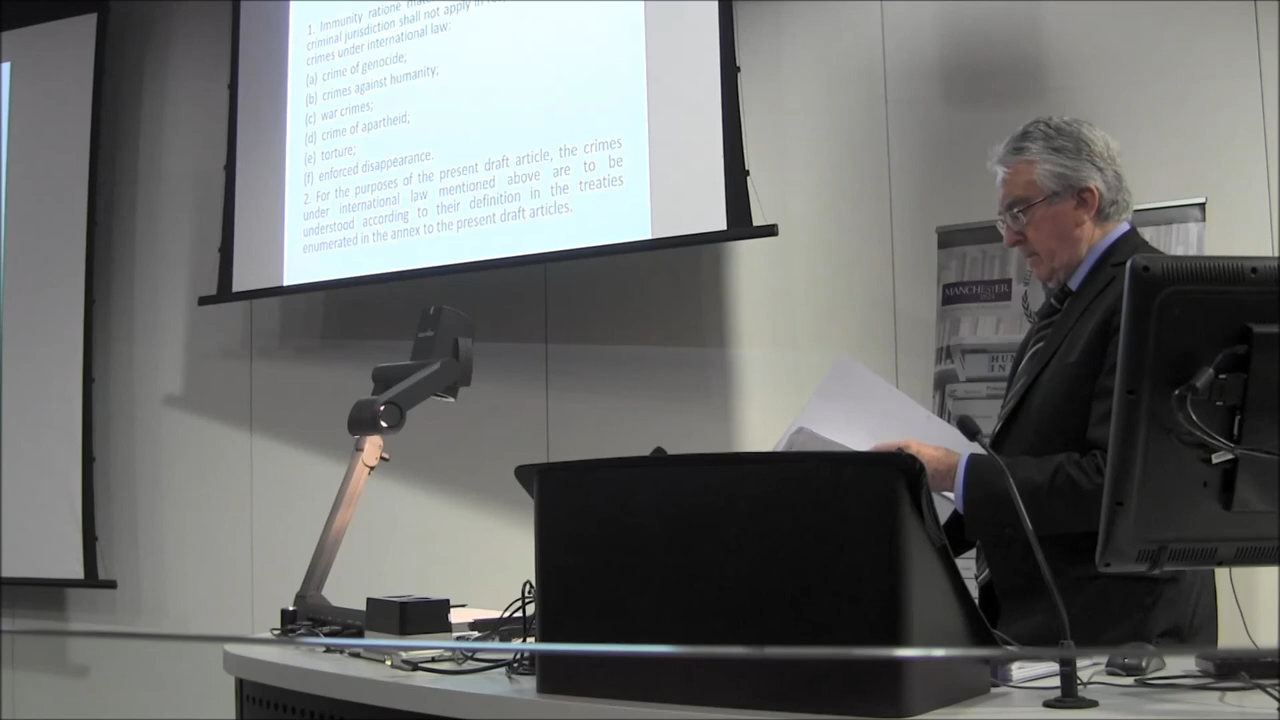 1. Immunity ratione
criminal jurisdiction shall not apply in
crimes under international law:
(a) crime of genocide;
(b) crimes against humanity;
(c) war crimes;
(d) crime of apartheid;
(e) torture;
(f) enforced disappearance.
2. For the purposes of the present draft article, the crimes
under international law mentioned above are to be
understood according to their definition in the treaties
enumerated in the annex to the present draft articles.
MANCHESTER
1824